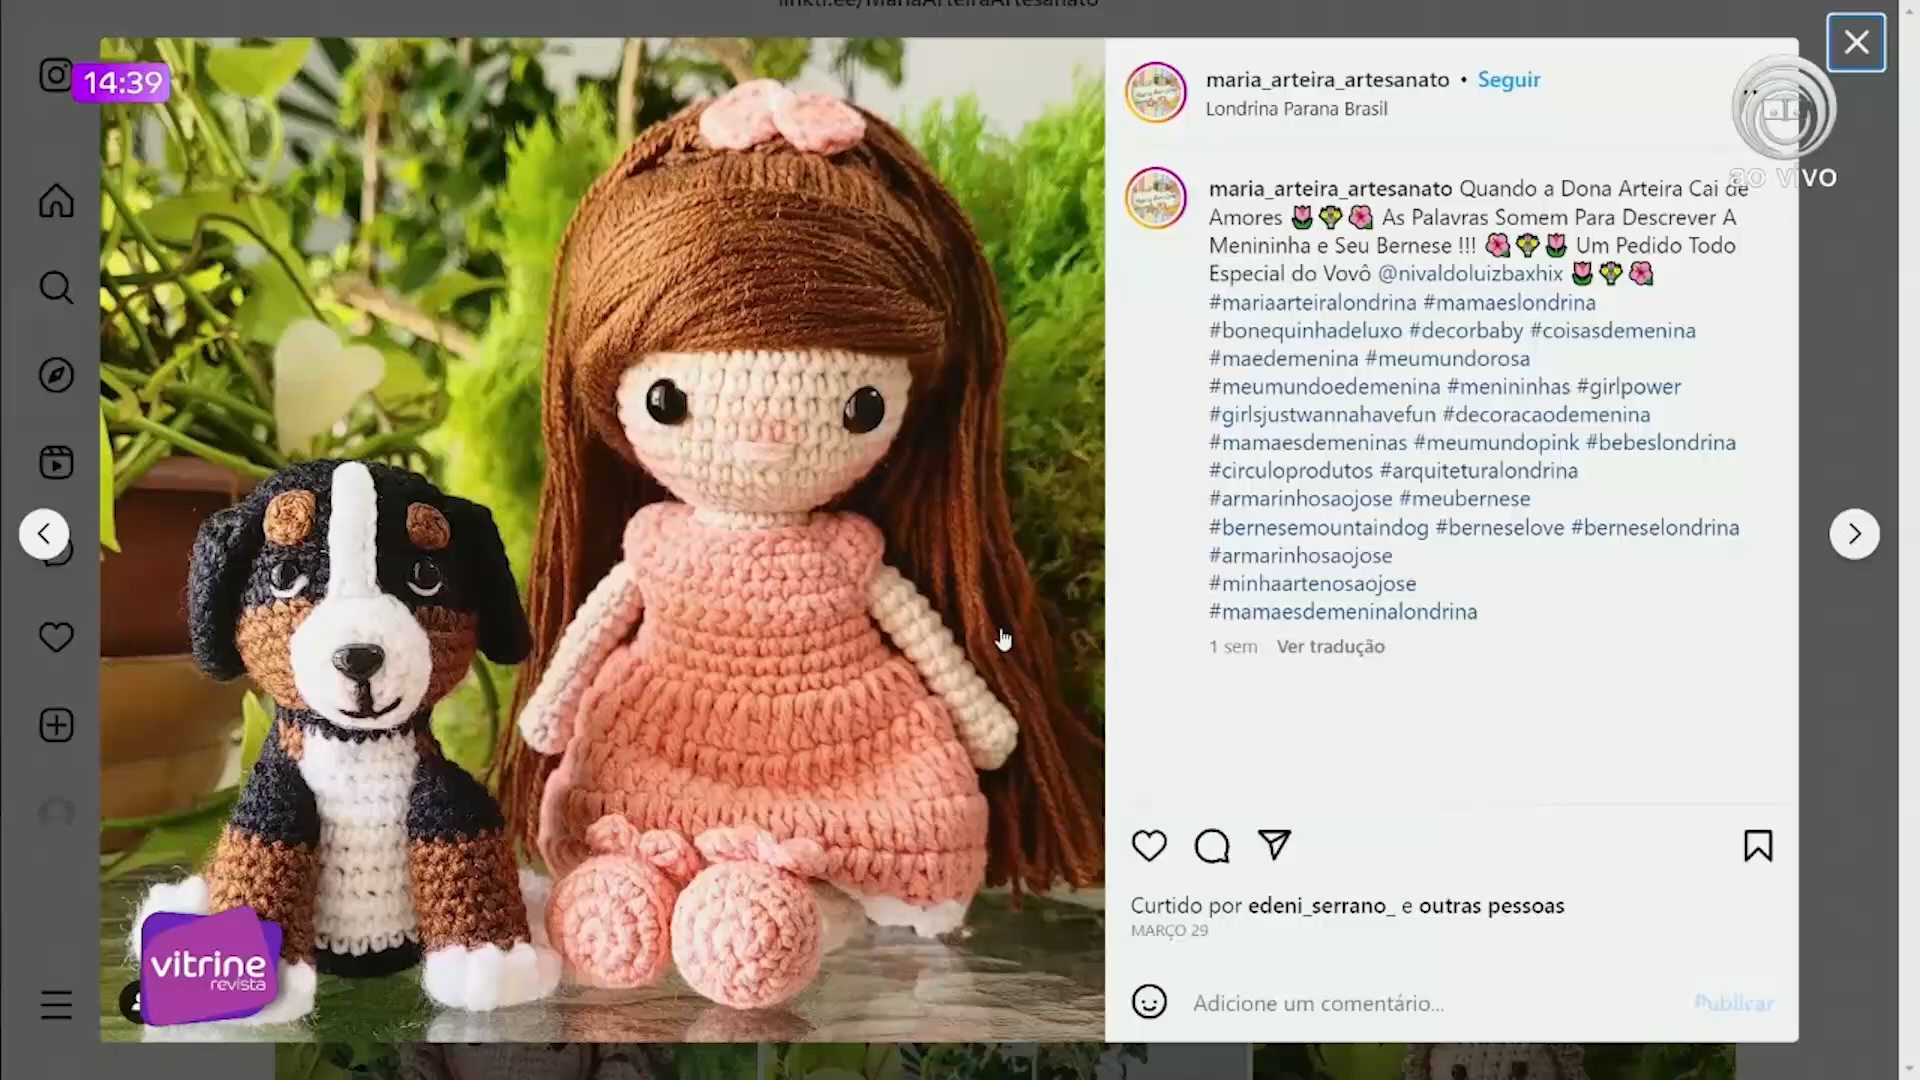 linktr.ee/MariaArteiraArtesanato
14:39
maria_arteira_artesanato • Seguir
Londrina Parana Brasil
ao vivo
maria_arteira_artesanato Quando a Dona Arteira Cai de
Amores 🌷💐🌺 As Palavras Somem Para Descrever A
Menininha e Seu Bernese !!! 🌺💐🌷 Um Pedido Todo
Especial do Vovô @nivaldoluizbaxhix 🌷💐🌺
#mariaarteiralondrina #mamaeslondrina
#bonequinhadeluxo #decorbaby #coisasdemenina
#maedemenina #meumundorosa
#meumundoedemenina #menininhas #girlpower
#girlsjustwannahavefun #decoracaodemenina
#mamaesdemeninas #meumundopink #bebeslondrina
#circuloprodutos #arquiteturalondrina
#armarinhosaojose #meubernese
#bernesemountaindog #berneselove #berneselondrina
#armarinhosaojose
#minhaartenosaojose
#mamaesdemeninalondrina
1 sem Ver tradução
Curtido por edeni_serrano_ e outras pessoas
MARÇO 29
Adicione um comentário...
Publicar
vitrine
revista